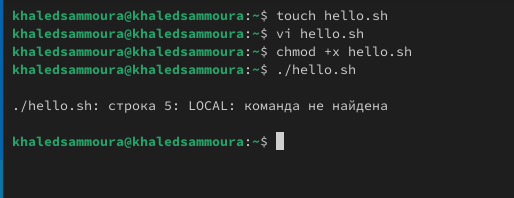 khaledsammoura@khaledsammoura:~$ touch hello.sh
khaledsammoura@khaledsammoura:~$ vi hello.sh
khaledsammoura@khaledsammoura:~$ chmod +x hello.sh
khaledsammoura@khaledsammoura:~$ ./hello.sh
./hello.sh: строка 5: LOCAL: команда не найдена
khaledsammoura@khaledsammoura:~$